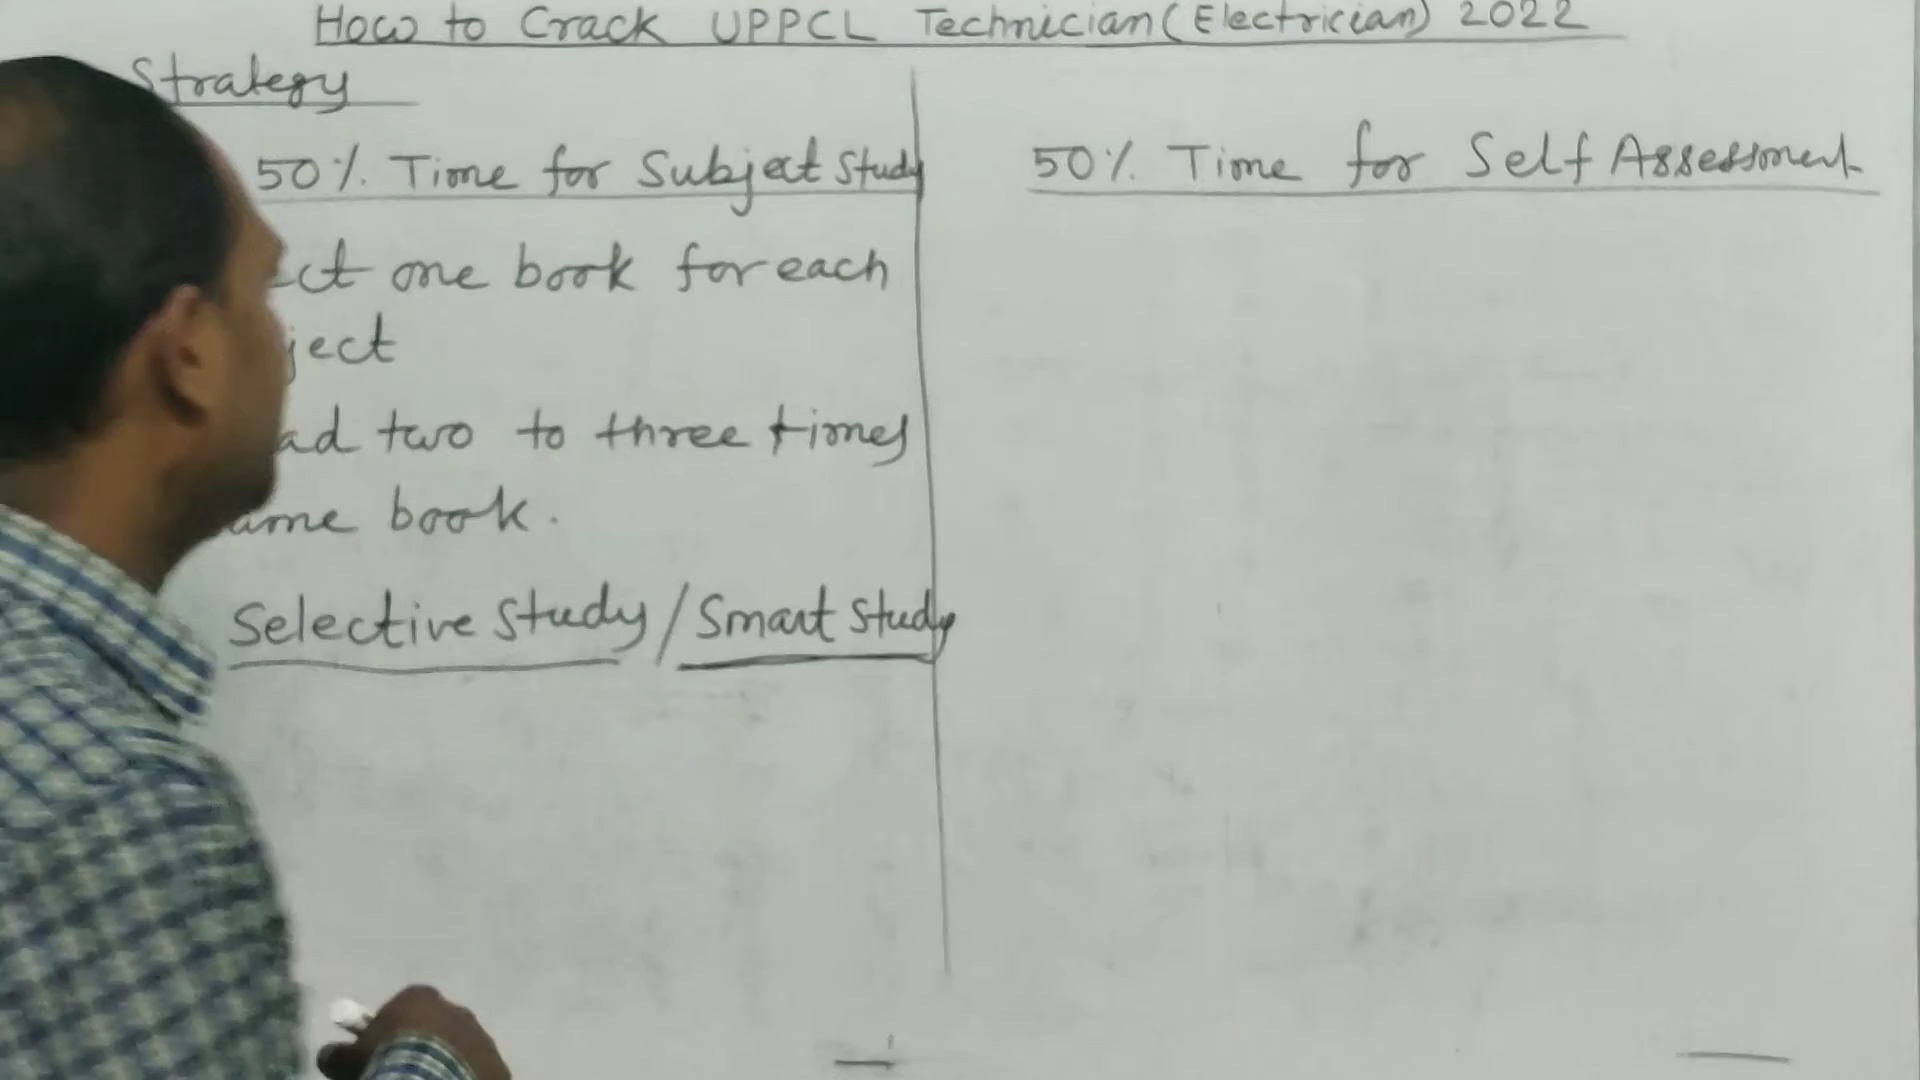 How to Crack UPPCL Technician (Electrician) 2022
Strategy
50% Time for Subject Study
ct one book for each
ject
ad two to three times
ame book.
Selective Study / Smart Study
50% Time for Self Assessment